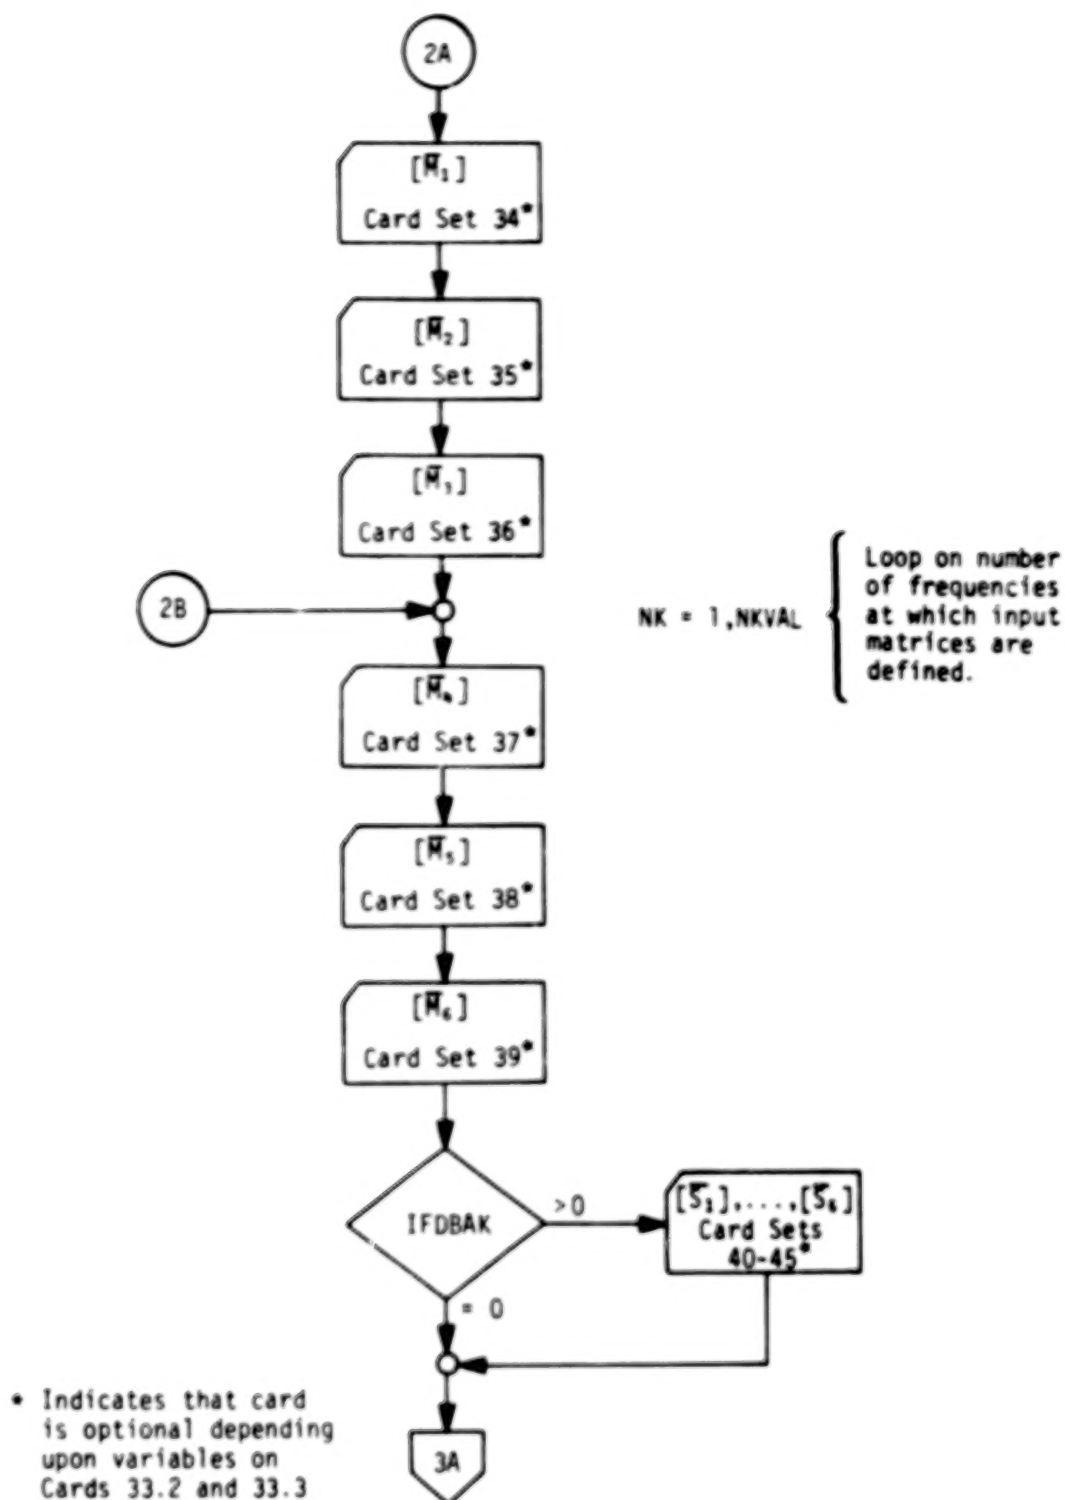 2A
[M̅₁]
Card Set 34*
[M̅₂]
Card Set 35*
[M̅₃]
Card Set 36*
2B
NK = 1,NKVAL
Loop on number
of frequencies
at which input
matrices are
defined.
[M̅₄]
Card Set 37*
[M̅₅]
Card Set 38*
[M̅₆]
Card Set 39*
IFDBAK
>0
[S̅₁],...,[S̅₆]
Card Sets
40-45*
= 0
* Indicates that card
is optional depending
upon variables on
Cards 33.2 and 33.3
3A